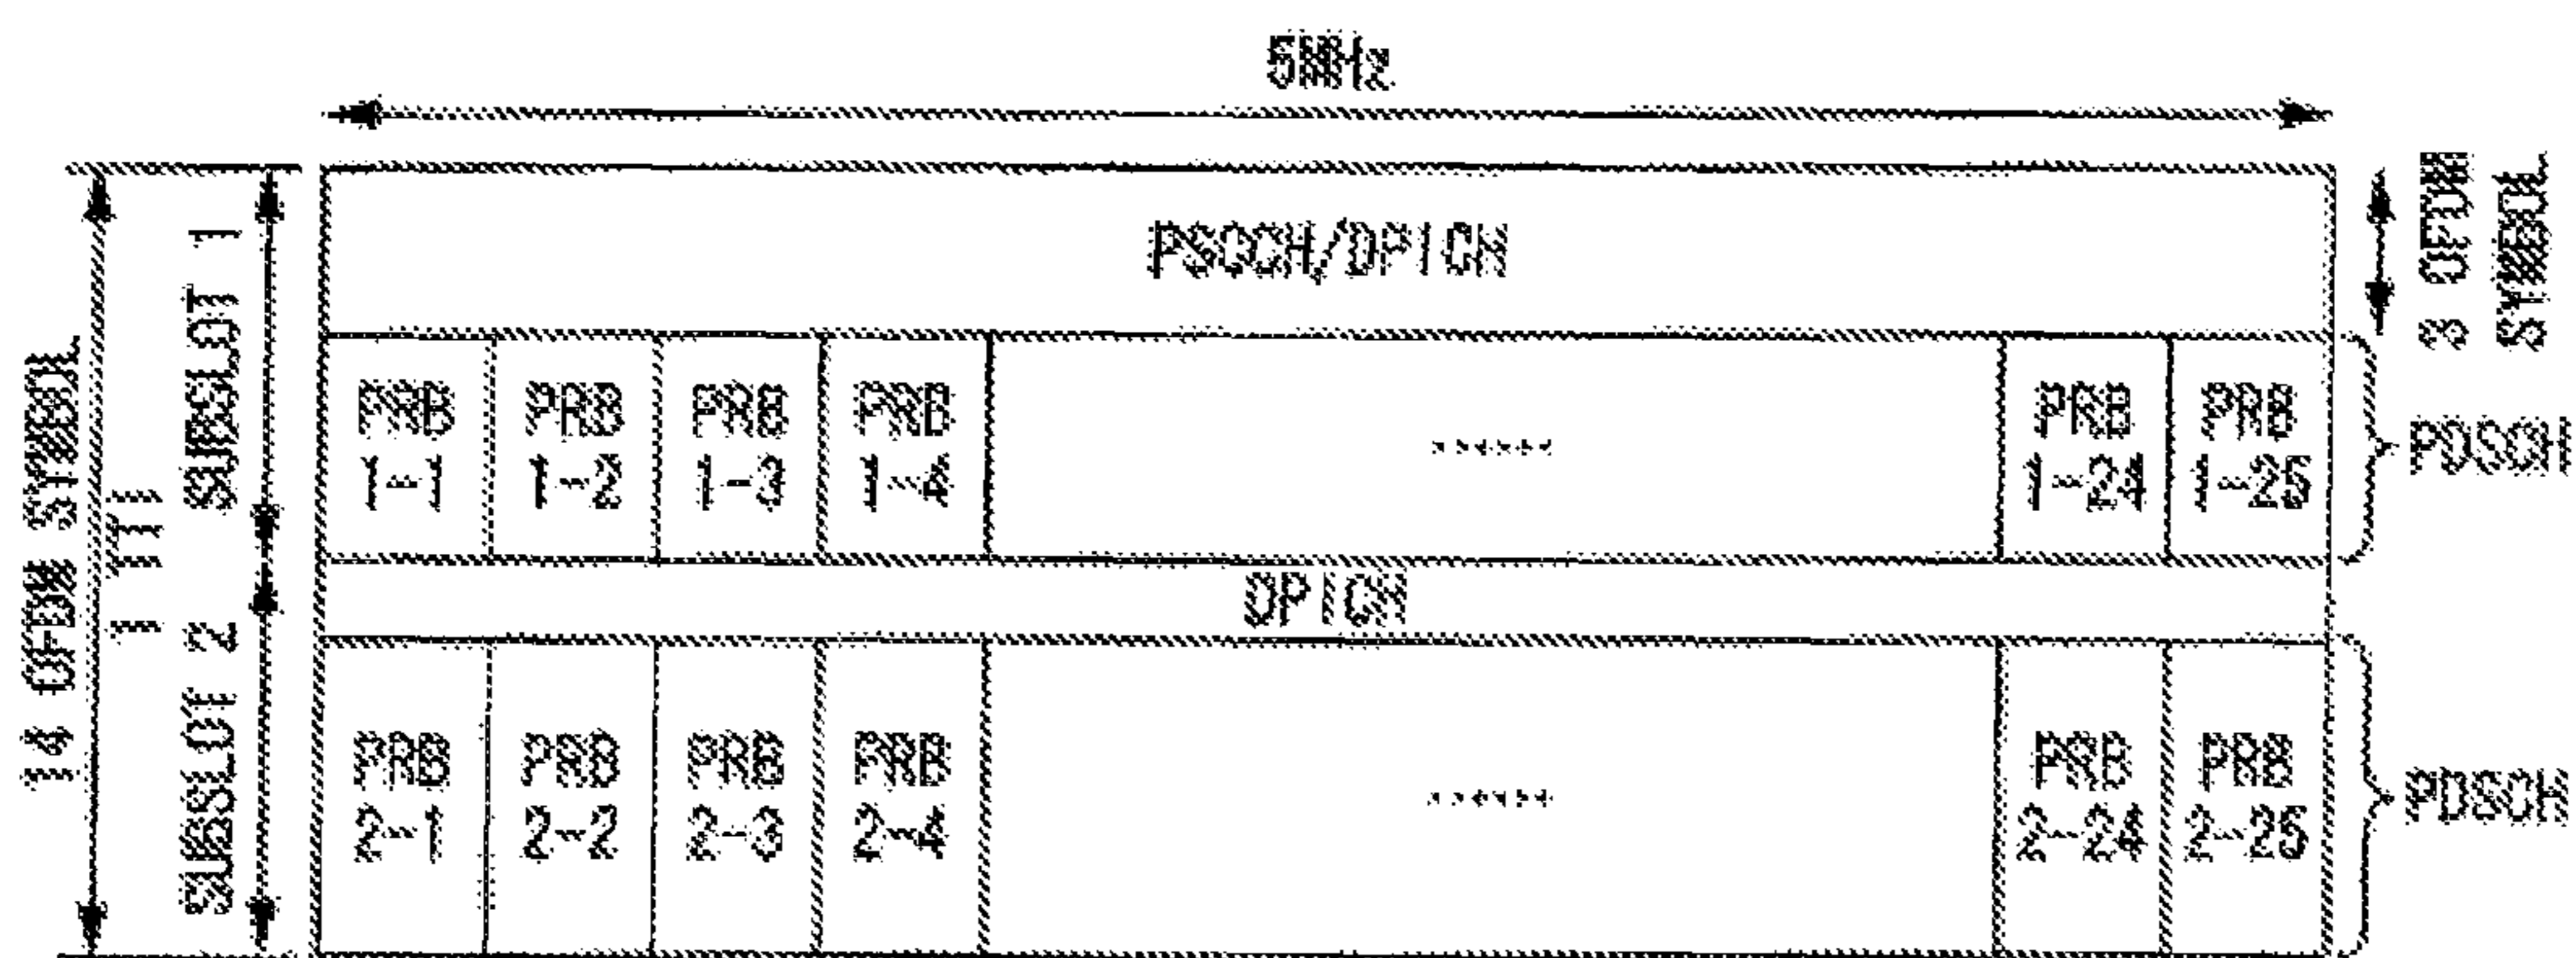 5MHz
14 OFDM SYMBOL
1 TTI
SUBSLOT 1
SUBSLOT 2
PSCCH/DPICH
3 OFDM
SYMBOL
PRB
1-1
PRB
1-2
PRB
1-3
PRB
1-4
......
PRB
1-24
PRB
1-25
PDSCH
DPICH
PRB
2-1
PRB
2-2
PRB
2-3
PRB
2-4
......
PRB
2-24
PRB
2-25
PDSCH